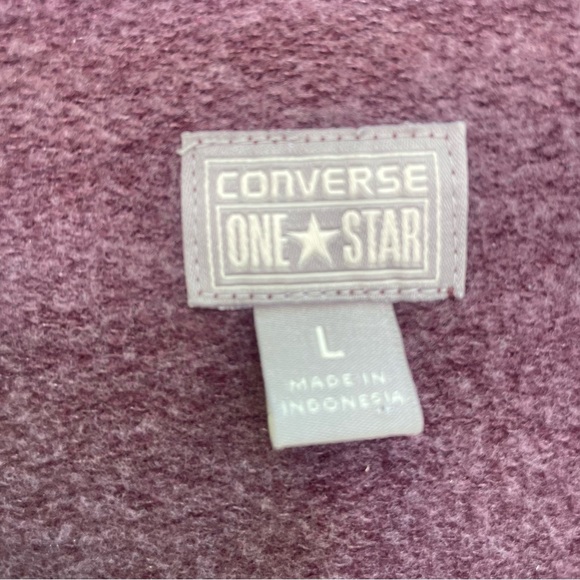 CONVERSE
ONE★STAR
L
MADE IN
INDONESIA